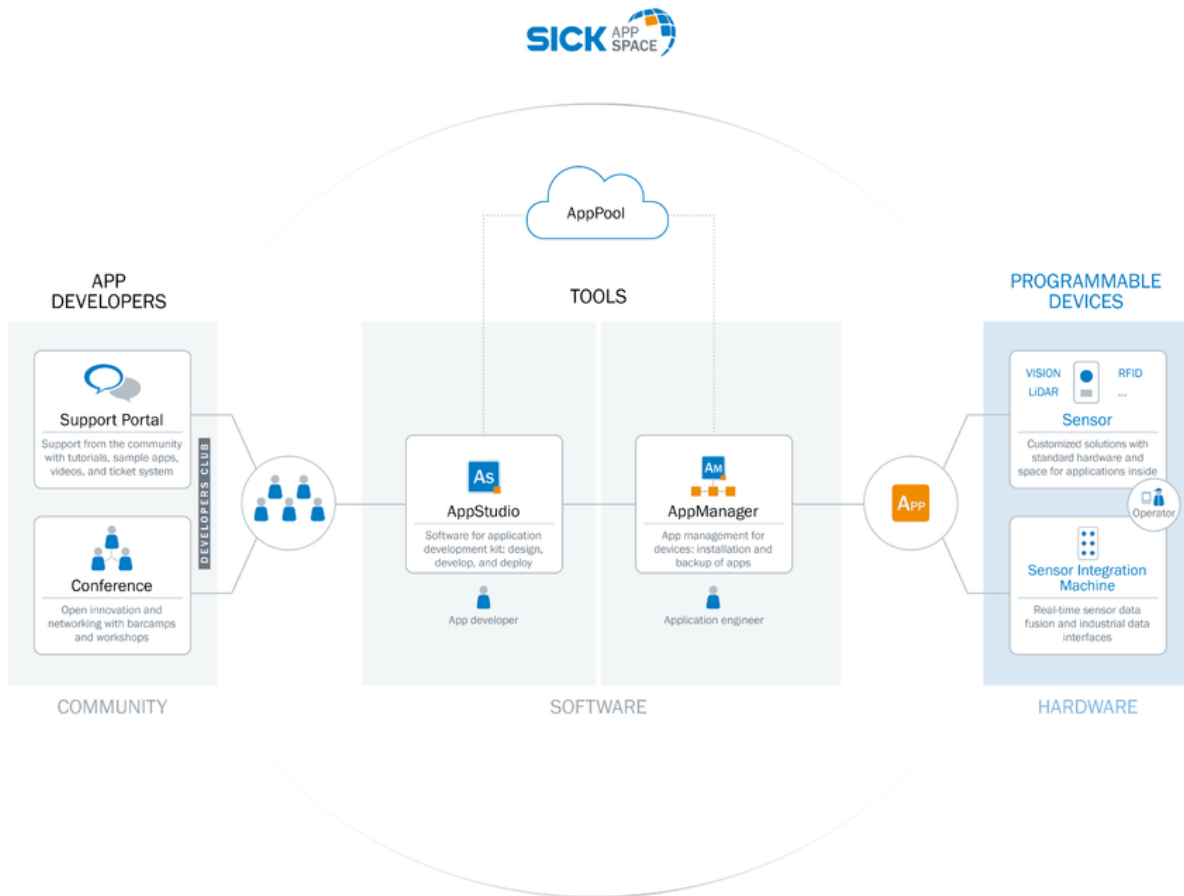 SICK APP SPACE
AppPool
APP
DEVELOPERS
TOOLS
PROGRAMMABLE
DEVICES
Support Portal
Support from the community
with tutorials, sample apps,
videos, and ticket system
Conference
Open innovation and
networking with barcamps
and workshops
DEVELOPERS CLUB
As
AppStudio
Software for application
development kit: design,
develop, and deploy
App developer
AM
AppManager
App management for
devices: installation and
backup of apps
Application engineer
APP
VISION
RFID
LiDAR
...
Sensor
Customized solutions with
standard hardware and
space for applications inside
Operator
Sensor Integration
Machine
Real-time sensor data
fusion and industrial data
interfaces
COMMUNITY
SOFTWARE
HARDWARE